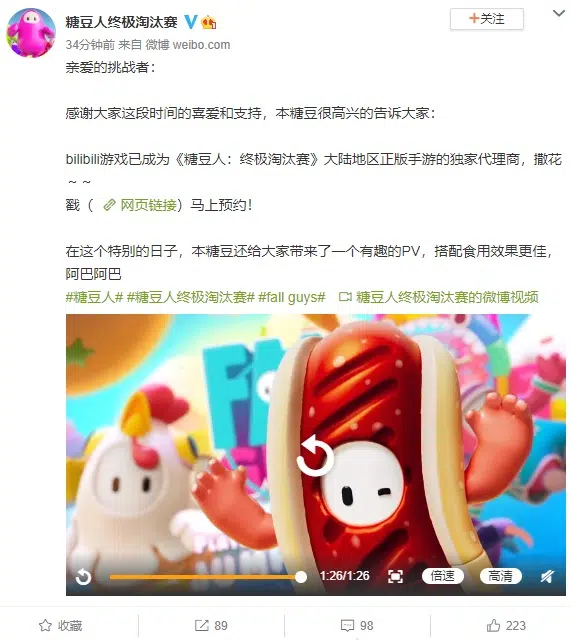 糖豆人终极淘汰赛
+关注
34分钟前 来自 微博 weibo.com
亲爱的挑战者：
感谢大家这段时间的喜爱和支持，本糖豆很高兴的告诉大家：
bilibili游戏已成为《糖豆人：终极淘汰赛》大陆地区正版手游的独家代理商，撒花
～～
戳（ 网页链接）马上预约！
在这个特别的日子，本糖豆还给大家带来了一个有趣的PV，搭配食用效果更佳，
阿巴阿巴
#糖豆人# #糖豆人终极淘汰赛# #fall guys# 糖豆人终极淘汰赛的微博视频
1:26/1:26 倍速 高清
收藏 89 98 223